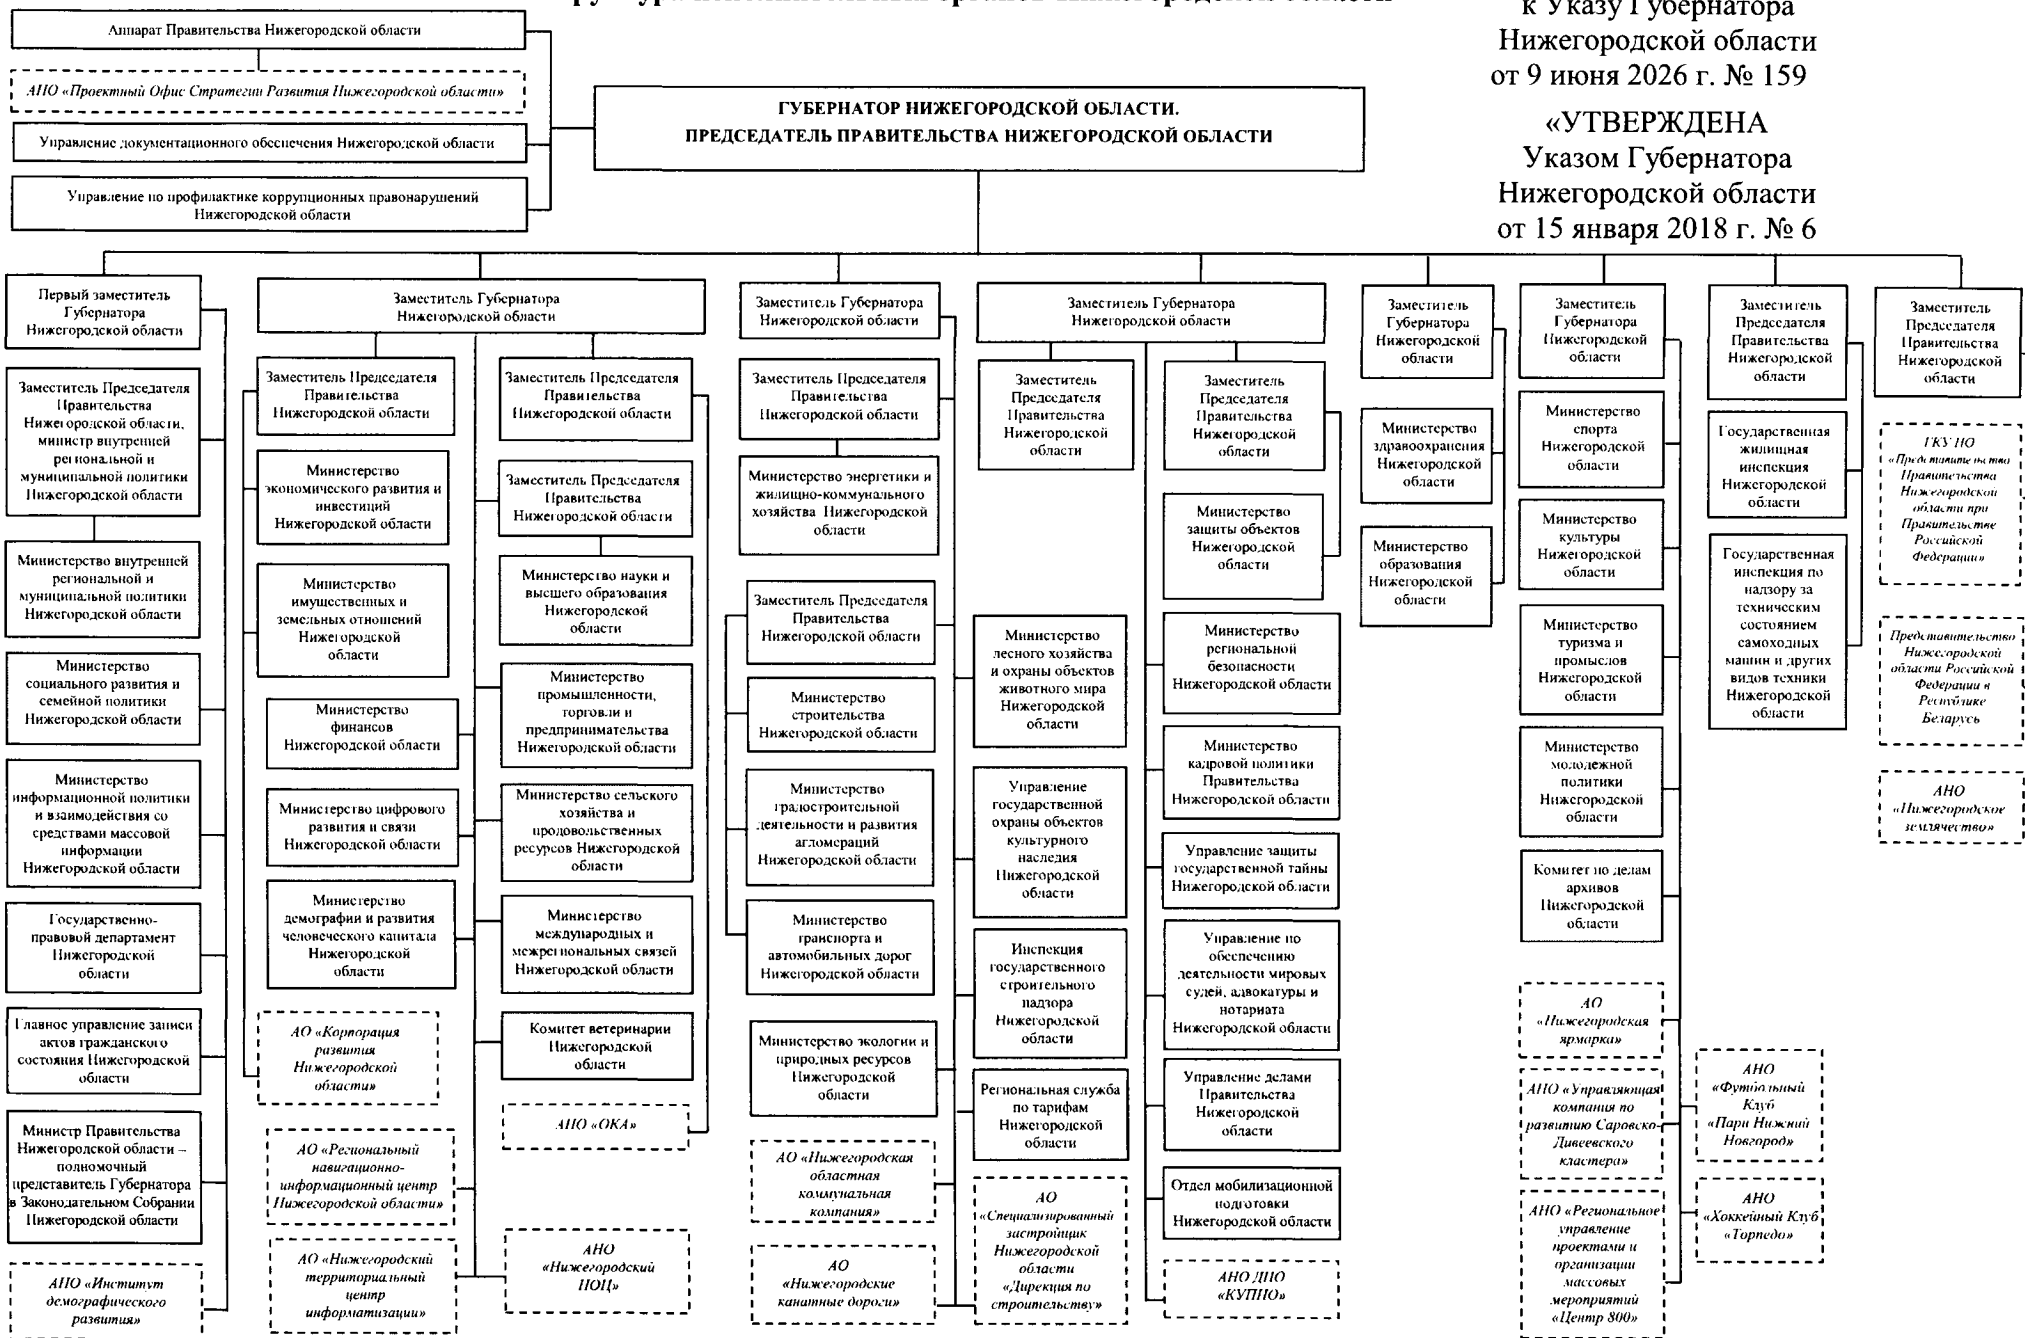 Структура исполнительных органов Нижегородской области
к Указу Губернатора
Нижегородской области
от 9 июня 2026 г. № 159
«УТВЕРЖДЕНА
Указом Губернатора
Нижегородской области
от 15 января 2018 г. № 6
Аппарат Правительства Нижегородской области
АНО «Проектный Офис Стратегии Развития Нижегородской области»
Управление документационного обеспечения Нижегородской области
Управление по профилактике коррупционных правонарушений
Нижегородской области
ГУБЕРНАТОР НИЖЕГОРОДСКОЙ ОБЛАСТИ.
ПРЕДСЕДАТЕЛЬ ПРАВИТЕЛЬСТВА НИЖЕГОРОДСКОЙ ОБЛАСТИ
Первый заместитель
Губернатора
Нижегородской области
Заместитель Председателя
Правительства
Нижегородской области,
министр внутренней
региональной и
муниципальной политики
Нижегородской области
Министерство внутренней
региональной и
муниципальной политики
Нижегородской области
Министерство
социального развития и
семейной политики
Нижегородской области
Министерство
информационной политики
и взаимодействия со
средствами массовой
информации
Нижегородской области
Государственно-
правовой департамент
Нижегородской
области
Главное управление записи
актов гражданского
состояния Нижегородской
области
Министр Правительства
Нижегородской области –
полномочный
представитель Губернатора
в Законодательном Собрании
Нижегородской области
АНО «Институт
демографического
развития»
Заместитель Губернатора
Нижегородской области
Заместитель Председателя
Правительства
Нижегородской области
Министерство
экономического развития и
инвестиций
Нижегородской области
Министерство
имущественных и
земельных отношений
Нижегородской
области
Министерство
финансов
Нижегородской области
Министерство цифрового
развития и связи
Нижегородской области
Министерство
демографии и развития
человеческого капитала
Нижегородской
области
АО «Корпорация
развития
Нижегородской
области»
АО «Региональный
навигационно-
информационный центр
Нижегородской области»
АО «Нижегородский
территориальный
центр
информатизации»
Заместитель Председателя
Правительства
Нижегородской области
Заместитель Председателя
Правительства
Нижегородской области
Министерство науки и
высшего образования
Нижегородской
области
Министерство
промышленности,
торговли и
предпринимательства
Нижегородской области
Министерство сельского
хозяйства и
продовольственных
ресурсов Нижегородской
области
Министерство
международных и
межрегиональных связей
Нижегородской области
Комитет ветеринарии
Нижегородской
области
АНО «ОКА»
АНО
«Нижегородский
НОЦ»
Заместитель Губернатора
Нижегородской области
Заместитель Председателя
Правительства
Нижегородской области
Министерство энергетики и
жилищно-коммунального
хозяйства Нижегородской
области
Заместитель Председателя
Правительства
Нижегородской области
Министерство
строительства
Нижегородской области
Министерство
градостроительной
деятельности и развития
агломераций
Нижегородской области
Министерство
транспорта и
автомобильных дорог
Нижегородской области
Министерство экологии и
природных ресурсов
Нижегородской
области
АО «Нижегородская
областная
коммунальная
компания»
АО
«Нижегородские
канатные дороги»
Заместитель Губернатора
Нижегородской области
Заместитель
Председателя
Правительства
Нижегородской
области
Министерство
лесного хозяйства
и охраны объектов
животного мира
Нижегородской
области
Управление
государственной
охраны объектов
культурного
наследия
Нижегородской
области
Инспекция
государственного
строительного
надзора
Нижегородской
области
Региональная служба
по тарифам
Нижегородской
области
АО
«Специализированный
застройщик
Нижегородской
области
«Дирекция по
строительству»
Заместитель
Председателя
Правительства
Нижегородской
области
Министерство
защиты объектов
Нижегородской
области
Министерство
региональной
безопасности
Нижегородской области
Министерство
кадровой политики
Правительства
Нижегородской области
Управление защиты
государственной тайны
Нижегородской области
Управление по
обеспечению
деятельности мировых
судей, адвокатуры и
нотариата
Нижегородской области
Управление делами
Правительства
Нижегородской
области
Отдел мобилизационной
подготовки
Нижегородской области
АНО ДПО
«КУПНО»
Заместитель
Губернатора
Нижегородской
области
Министерство
здравоохранения
Нижегородской
области
Министерство
образования
Нижегородской
области
Заместитель
Губернатора
Нижегородской
области
Министерство
спорта
Нижегородской
области
Министерство
культуры
Нижегородской
области
Министерство
туризма и
промыслов
Нижегородской
области
Министерство
молодежной
политики
Нижегородской
области
Комитет по делам
архивов
Нижегородской
области
АО
«Нижегородская
ярмарка»
АНО «Управляющая
компания по
развитию Саровско-
Дивеевского
кластера»
АНО «Региональное
управление
проектами и
организации
массовых
мероприятий
«Центр 800»
Заместитель
Председателя
Правительства
Нижегородской
области
Государственная
жилищная
инспекция
Нижегородской
области
Государственная
инспекция по
надзору за
техническим
состоянием
самоходных
машин и других
видов техники
Нижегородской
области
АНО
«Футбольный
Клуб
«Пари Нижний
Новгород»
АНО
«Хоккейный Клуб
«Торпедо»
Заместитель
Председателя
Правительства
Нижегородской
области
ГКУ НО
«Представительство
Правительства
Нижегородской
области при
Правительстве
Российской
Федерации»
Представительство
Нижегородской
области Российской
Федерации в
Республике
Беларусь
АНО
«Нижегородское
землячество»